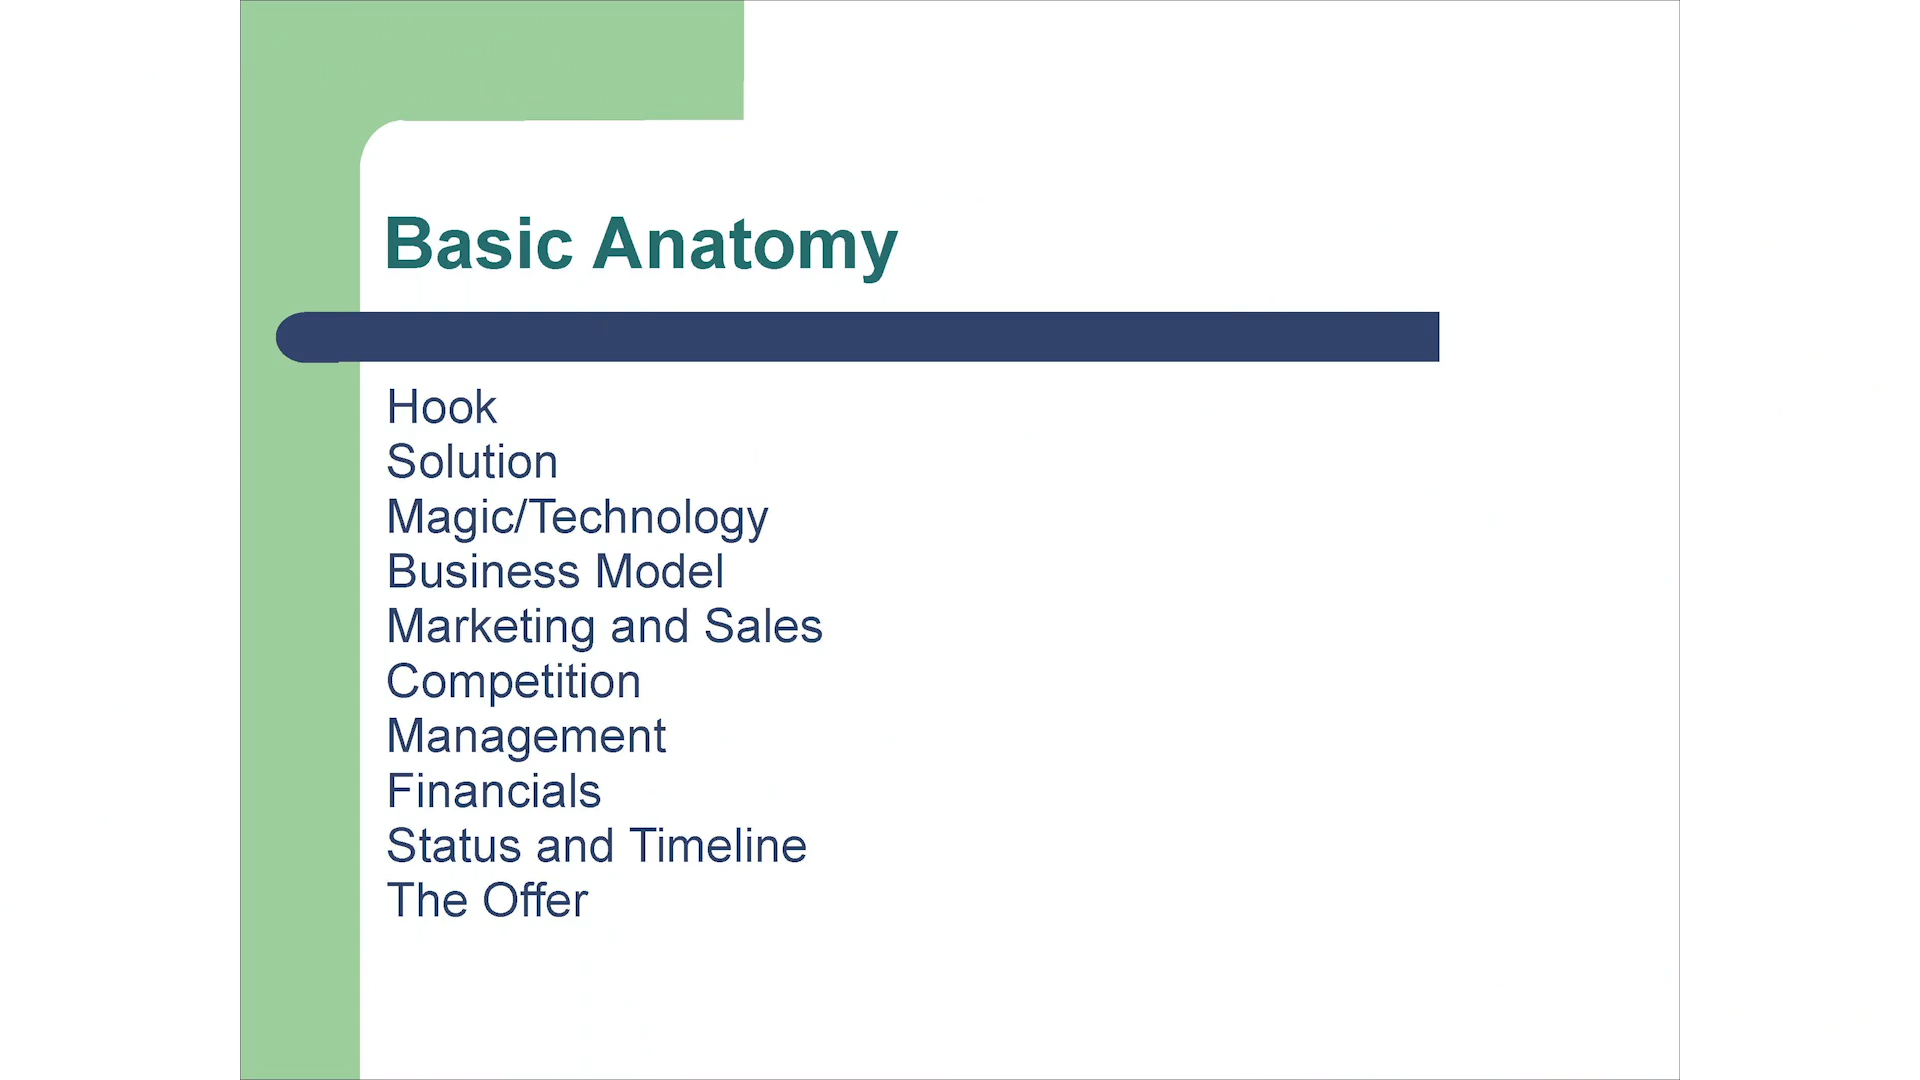 Basic Anatomy
Hook
Solution
Magic/Technology
Business Model
Marketing and Sales
Competition
Management
Financials
Status and Timeline
The Offer